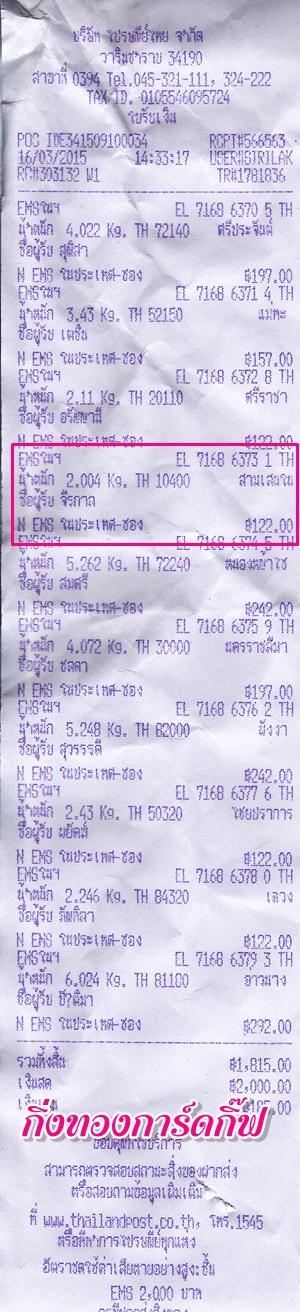 บริษัท ไปรษณีย์ไทย จำกัด
วารินชำราบ 34190
สาขาที่ 0394 Tel.045-321-111, 324-222
TAX ID. 0105546095724
ใบรับเงิน
POS ID#341509100034 RCPT#566563
16/03/2015 14:33:17 USER#SIRILAK
RC#303132 W1 TR#1781836
EMSในฯ EL 7168 6370 5 TH
น้ำหนัก 4.022 Kg. TH 72140 ศรีประจันต์
ชื่อผู้รับ สุพิสา
N EMS ในประเทศ-ซอง ฿197.00
EMSในฯ EL 7168 6371 4 TH
น้ำหนัก 3.43 Kg. TH 52150 แม่ทะ
ชื่อผู้รับ
N EMS ในประเทศ-ซอง ฿157.00
EMSในฯ EL 7168 6372 8 TH
น้ำหนัก 2.11 Kg. TH 20110 ศรีราชา
ชื่อผู้รับ
N EMS ในประเทศ-ซอง ฿122.00
EMSในฯ EL 7168 6373 1 TH
น้ำหนัก 2.004 Kg. TH 10400 สามเสนใน
ชื่อผู้รับ จีรกาล
N EMS ในประเทศ-ซอง ฿122.00
EMSในฯ EL 7168 6374 5 TH
น้ำหนัก 5.262 Kg. TH 72240 หนองหญ้าไซ
ชื่อผู้รับ สมศรี
N EMS ในประเทศ-ซอง ฿242.00
EMSในฯ EL 7168 6375 9 TH
น้ำหนัก 4.072 Kg. TH 30000 นครราชสีมา
ชื่อผู้รับ ชลดา
N EMS ในประเทศ-ซอง ฿197.00
EMSในฯ EL 7168 6376 2 TH
น้ำหนัก 5.248 Kg. TH 82000 พังงา
ชื่อผู้รับ สุวรรรดี
N EMS ในประเทศ-ซอง ฿242.00
EMSในฯ EL 7168 6377 6 TH
น้ำหนัก 2.43 Kg. TH 50320 ไชยปราการ
ชื่อผู้รับ
N EMS ในประเทศ-ซอง ฿122.00
EMSในฯ EL 7168 6378 0 TH
น้ำหนัก 2.246 Kg. TH 84320 เฉวง
ชื่อผู้รับ
N EMS ในประเทศ-ซอง ฿122.00
EMSในฯ EL 7168 6379 3 TH
น้ำหนัก 6.024 Kg. TH 81180 อ่าวนาง
ชื่อผู้รับ
N EMS ในประเทศ-ซอง ฿292.00
รวมทั้งสิ้น ฿1,815.00
เงินสด ฿2,000.00
เงินทอน ฿185.00
กิ่งทองการ์ดกิ๊ฟ
ขอบคุณที่ใช้บริการ
สามารถตรวจสอบสถานะสิ่งของฝากส่ง
หรือสอบถามข้อมูลเพิ่มเติม
ที่ www.thailandpost.co.th, โทร.1545
หรือที่ทำการไปรษณีย์ทุกแห่ง
อัตราชดใช้ค่าเสียหายอย่างสูง:ชิ้น
EMS 2,000 บาท